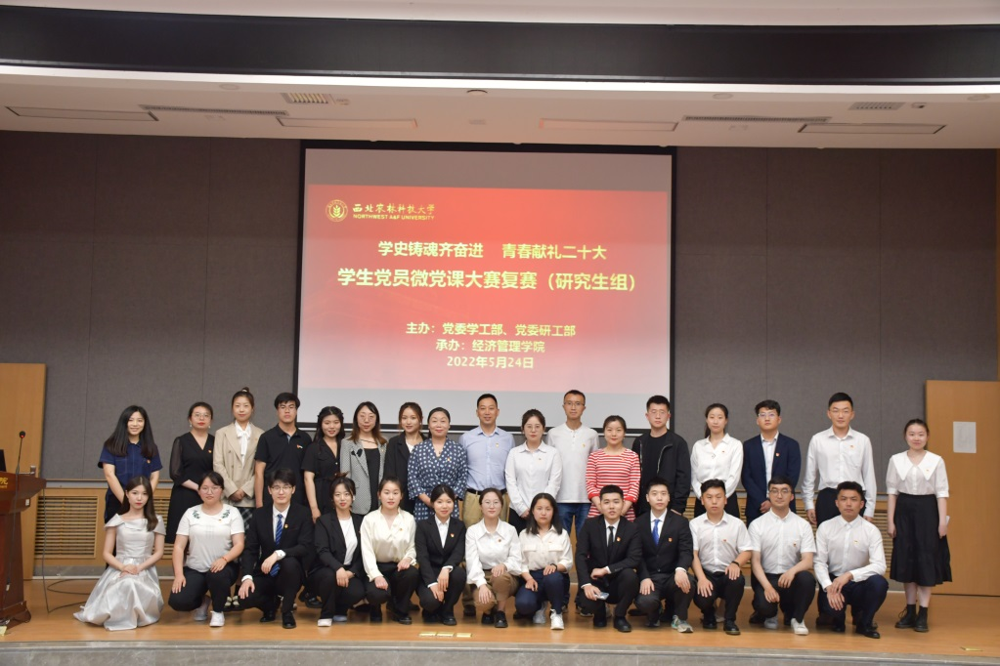 西北农林科技大学
NORTHWEST A&F UNIVERSITY
学史铸魂齐奋进 青春献礼二十大
学生党员微党课大赛复赛（研究生组）
主办：党委学工部、党委研工部
承办：经济管理学院
2022年5月24日